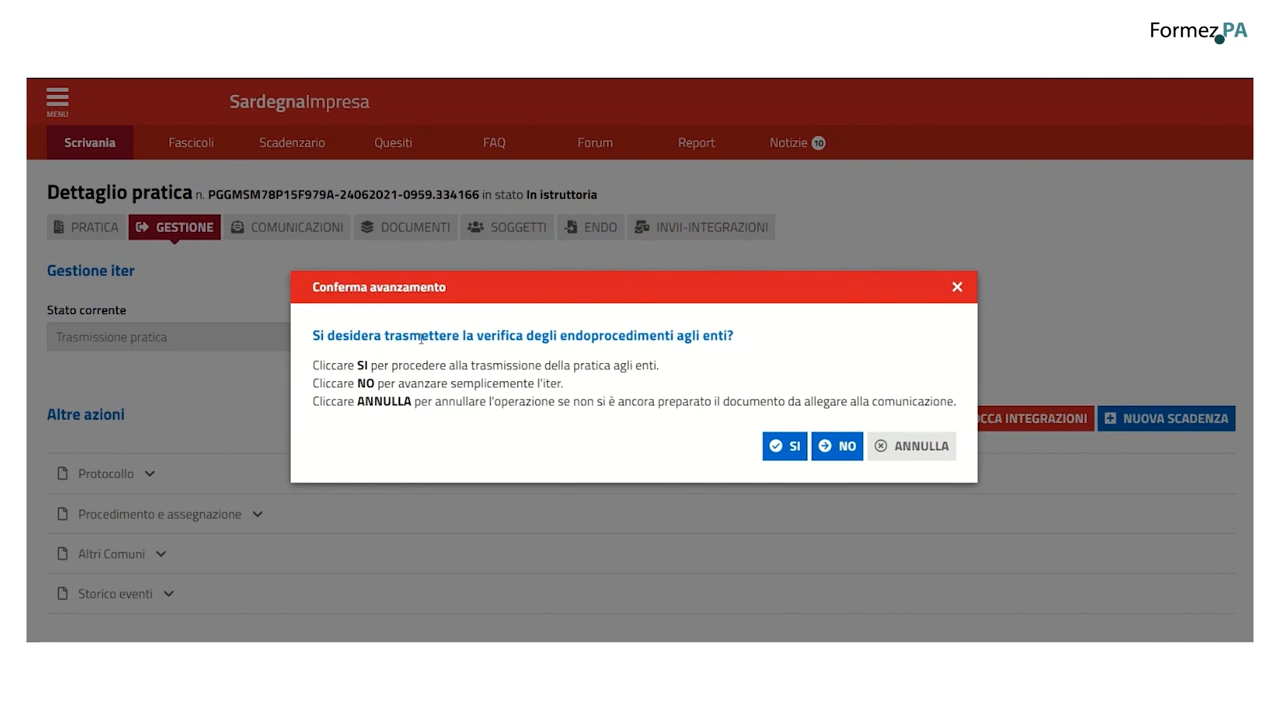 Formez PA
MENU
SardegnaImpresa
Scrivania Fascicoli Scadenzario Quesiti FAQ Forum Report Notizie 10
Dettaglio pratica n. PGGMSM78P15F979A-24062021-0959.334166 in stato In istruttoria
PRATICA GESTIONE COMUNICAZIONI DOCUMENTI SOGGETTI ENDO INVII-INTEGRAZIONI
Gestione iter
Stato corrente
Trasmissione pratica
Conferma avanzamento
Si desidera trasmettere la verifica degli endoprocedimenti agli enti?
Cliccare SI per procedere alla trasmissione della pratica agli enti.
Cliccare NO per avanzare semplicemente l'iter.
Cliccare ANNULLA per annullare l'operazione se non si è ancora preparato il documento da allegare alla comunicazione.
SI NO ANNULLA
Altre azioni
OCCA INTEGRAZIONI NUOVA SCADENZA
Protocollo
Procedimento e assegnazione
Altri Comuni
Storico eventi